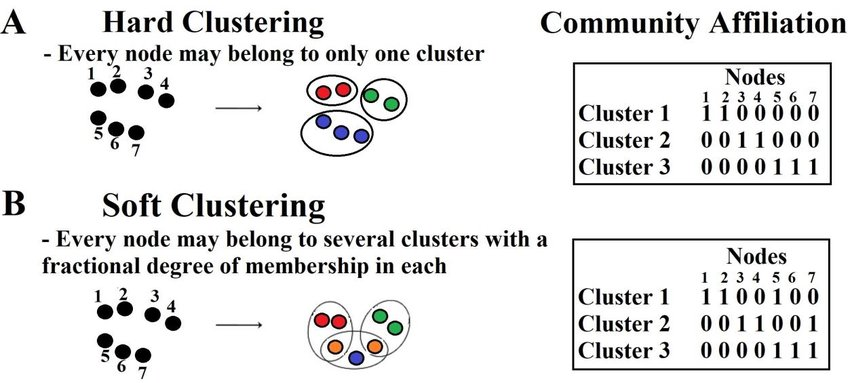 A Hard Clustering
- Every node may belong to only one cluster
1 2 3 4
5 6 7
Community Affiliation
Nodes
1 2 3 4 5 6 7
Cluster 1 1 1 0 0 0 0 0
Cluster 2 0 0 1 1 0 0 0
Cluster 3 0 0 0 0 1 1 1
B Soft Clustering
- Every node may belong to several clusters with a
fractional degree of membership in each
1 2 3 4
5 6 7
Nodes
1 2 3 4 5 6 7
Cluster 1 1 1 0 0 1 0 0
Cluster 2 0 0 1 1 0 0 1
Cluster 3 0 0 0 0 1 1 1